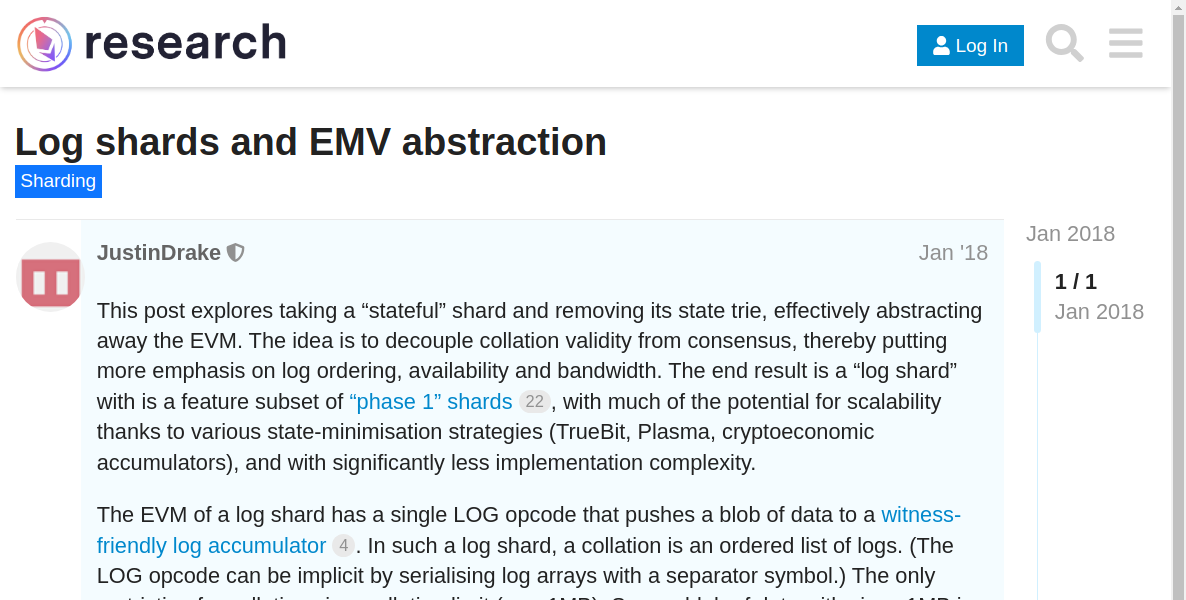 research
Log In
Log shards and EMV abstraction
Sharding
JustinDrake
Jan '18
This post explores taking a “stateful” shard and removing its state trie, effectively abstracting
away the EVM. The idea is to decouple collation validity from consensus, thereby putting
more emphasis on log ordering, availability and bandwidth. The end result is a “log shard”
with is a feature subset of “phase 1” shards 22, with much of the potential for scalability
thanks to various state-minimisation strategies (TrueBit, Plasma, cryptoeconomic
accumulators), and with significantly less implementation complexity.
The EVM of a log shard has a single LOG opcode that pushes a blob of data to a witness-
friendly log accumulator 4. In such a log shard, a collation is an ordered list of logs. (The
LOG opcode can be implicit by serialising log arrays with a separator symbol.) The only
Jan 2018
1 / 1
Jan 2018